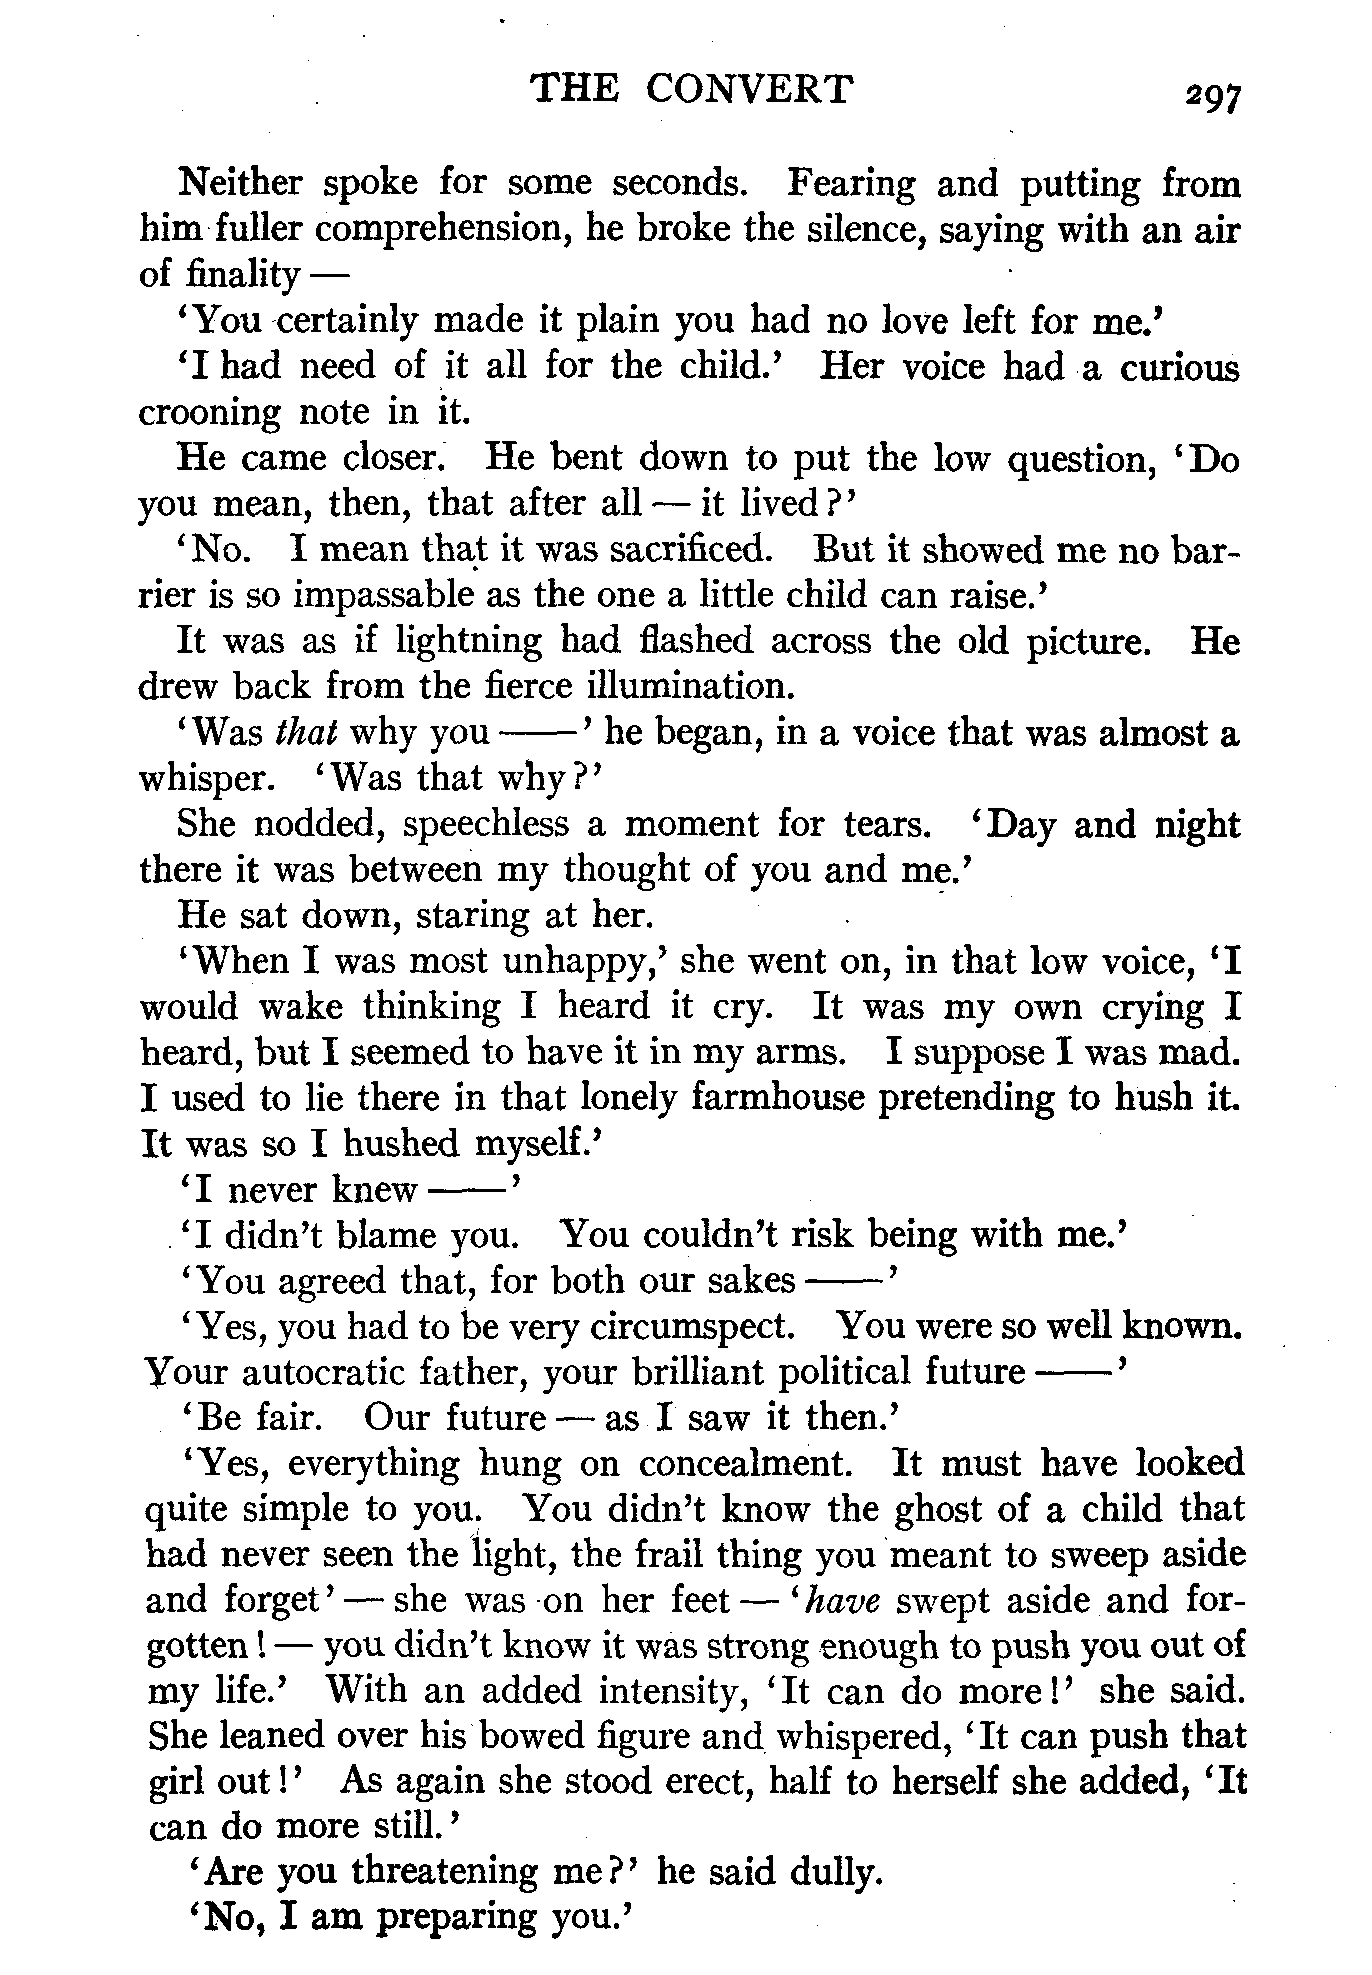 THE CONVERT 297
Neither spoke for some seconds. Fearing and putting from
him fuller comprehension, he broke the silence, saying with an air
of finality —
‘You certainly made it plain you had no love left for me.’
‘I had need of it all for the child.’ Her voice had a curious
crooning note in it.
He came closer. He bent down to put the low question, ‘Do
you mean, then, that after all — it lived?’
‘No. I mean that it was sacrificed. But it showed me no bar-
rier is so impassable as the one a little child can raise.’
It was as if lightning had flashed across the old picture. He
drew back from the fierce illumination.
‘Was that why you ——’ he began, in a voice that was almost a
whisper. ‘Was that why?’
She nodded, speechless a moment for tears. ‘Day and night
there it was between my thought of you and me.’
He sat down, staring at her.
‘When I was most unhappy,’ she went on, in that low voice, ‘I
would wake thinking I heard it cry. It was my own crying I
heard, but I seemed to have it in my arms. I suppose I was mad.
I used to lie there in that lonely farmhouse pretending to hush it.
It was so I hushed myself.’
‘I never knew ——’
‘I didn’t blame you. You couldn’t risk being with me.’
‘You agreed that, for both our sakes ——’
‘Yes, you had to be very circumspect. You were so well known.
Your autocratic father, your brilliant political future ——’
‘Be fair. Our future — as I saw it then.’
‘Yes, everything hung on concealment. It must have looked
quite simple to you. You didn’t know the ghost of a child that
had never seen the light, the frail thing you meant to sweep aside
and forget’ — she was on her feet — ‘have swept aside and for-
gotten! — you didn’t know it was strong enough to push you out of
my life.’ With an added intensity, ‘It can do more!’ she said.
She leaned over his bowed figure and whispered, ‘It can push that
girl out!’ As again she stood erect, half to herself she added, ‘It
can do more still.’
‘Are you threatening me?’ he said dully.
‘No, I am preparing you.’